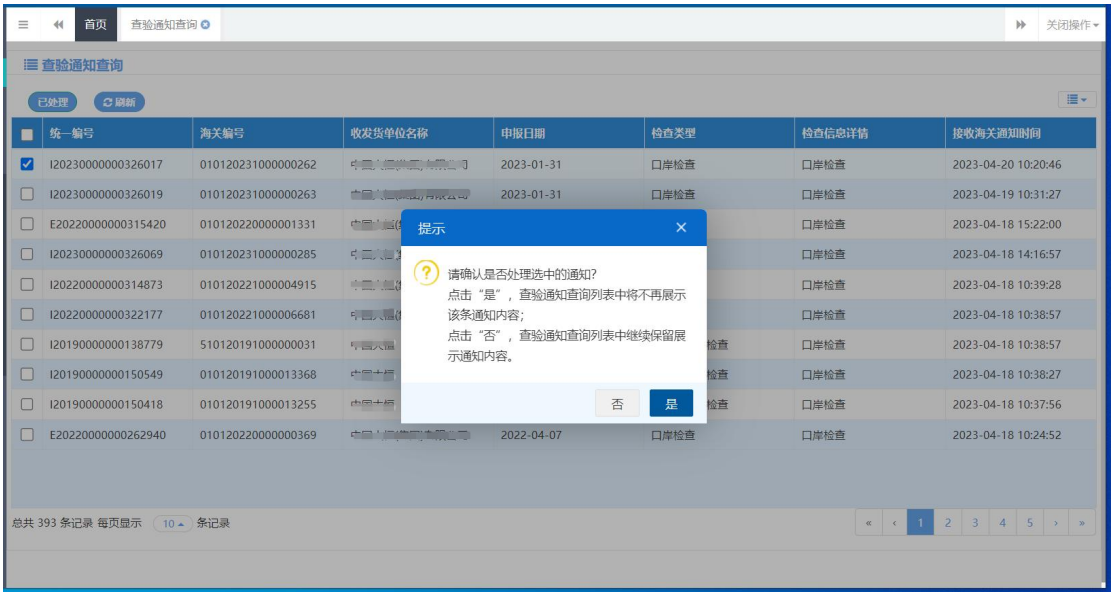 首页 查验通知查询 关闭操作
查验通知查询
已处理 刷新
统一编号 海关编号 收发货单位名称 申报日期 检查类型 检查信息详情 接收海关通知时间
I20230000000326017 010120231000000262 2023-01-31 口岸检查 口岸检查 2023-04-20 10:20:46
I20230000000326019 010120231000000263 2023-01-31 口岸检查 口岸检查 2023-04-19 10:31:27
E20220000000315420 010120220000001331 口岸检查 2023-04-18 15:22:00
I20230000000326069 010120231000000285 口岸检查 2023-04-18 14:16:57
I20220000000314873 010120221000004915 口岸检查 2023-04-18 10:39:28
I20220000000322177 010120221000006681 口岸检查 2023-04-18 10:38:57
I20190000000138779 510120191000000031 检查 口岸检查 2023-04-18 10:38:57
I20190000000150549 010120191000013368 检查 口岸检查 2023-04-18 10:38:27
I20190000000150418 010120191000013255 检查 口岸检查 2023-04-18 10:37:56
E20220000000262940 010120220000000369 2022-04-07 口岸检查 口岸检查 2023-04-18 10:24:52
提示
请确认是否处理选中的通知?
点击“是”，查验通知查询列表中将不再展示
该条通知内容;
点击“否”，查验通知查询列表中继续保留展
示通知内容。
否 是
总共 393 条记录 每页显示 10 条记录 « ‹ 1 2 3 4 5 › »